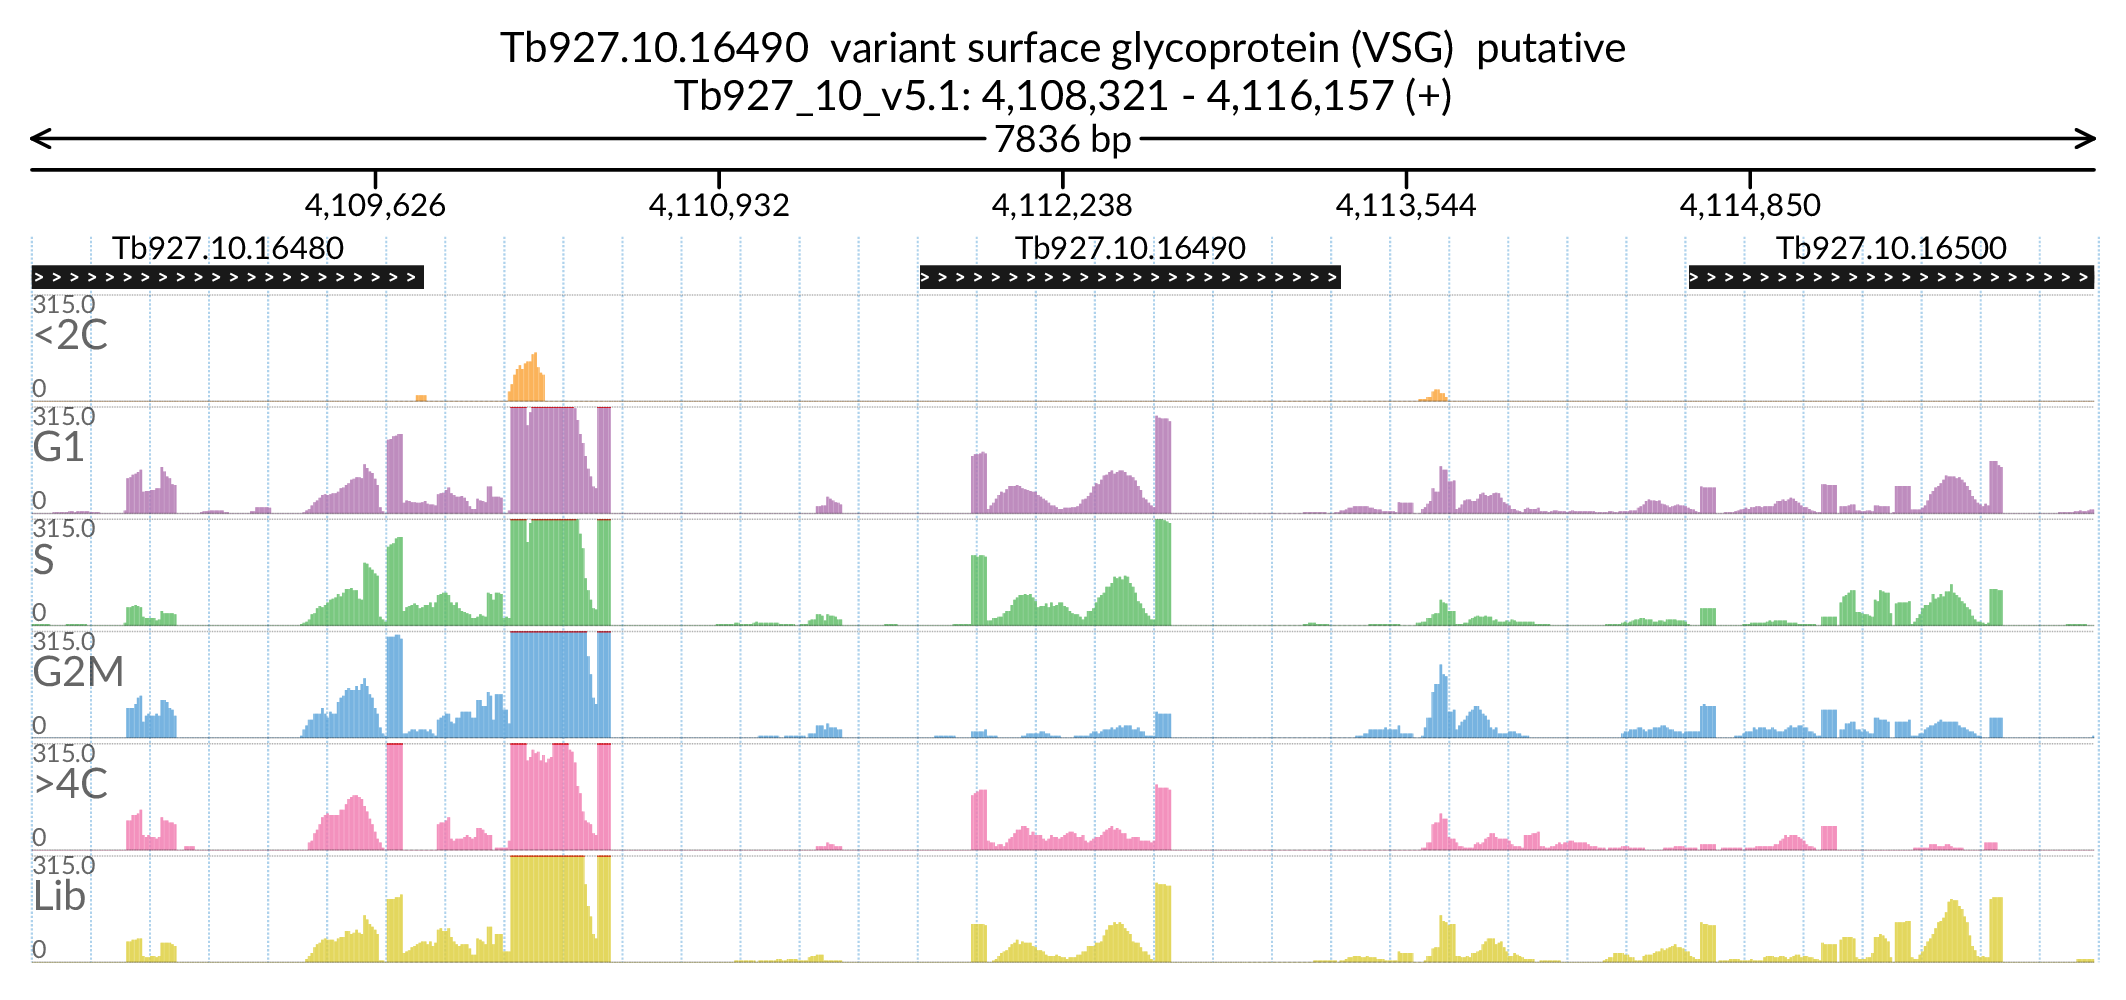 Tb927.10.16490 variant surface glycoprotein (VSG) putative
Tb927_10_v5.1: 4,108,321 - 4,116,157 (+)
7836 bp
4,109,626 4,110,932 4,112,238 4,113,544 4,114,850
Tb927.10.16480 Tb927.10.16490 Tb927.10.16500
315.0
<2C
0
315.0
G1
0
315.0
S
0
315.0
G2M
0
315.0
>4C
0
315.0
Lib
0